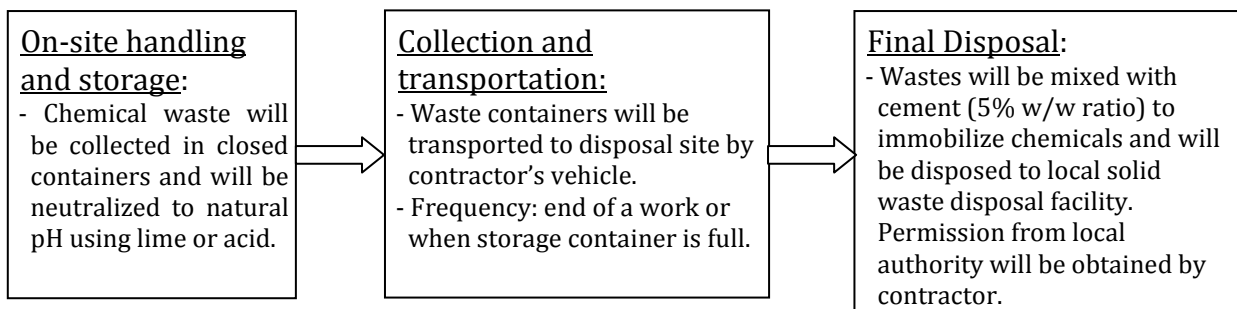 On-site handling
and storage:
- Chemical waste will
be collected in closed
containers and will be
neutralized to natural
pH using lime or acid.
Collection and
transportation:
- Waste containers will be
transported to disposal site by
contractor’s vehicle.
- Frequency: end of a work or
when storage container is full.
Final Disposal:
- Wastes will be mixed with
cement (5% w/w ratio) to
immobilize chemicals and will
be disposed to local solid
waste disposal facility.
Permission from local
authority will be obtained by
contractor.